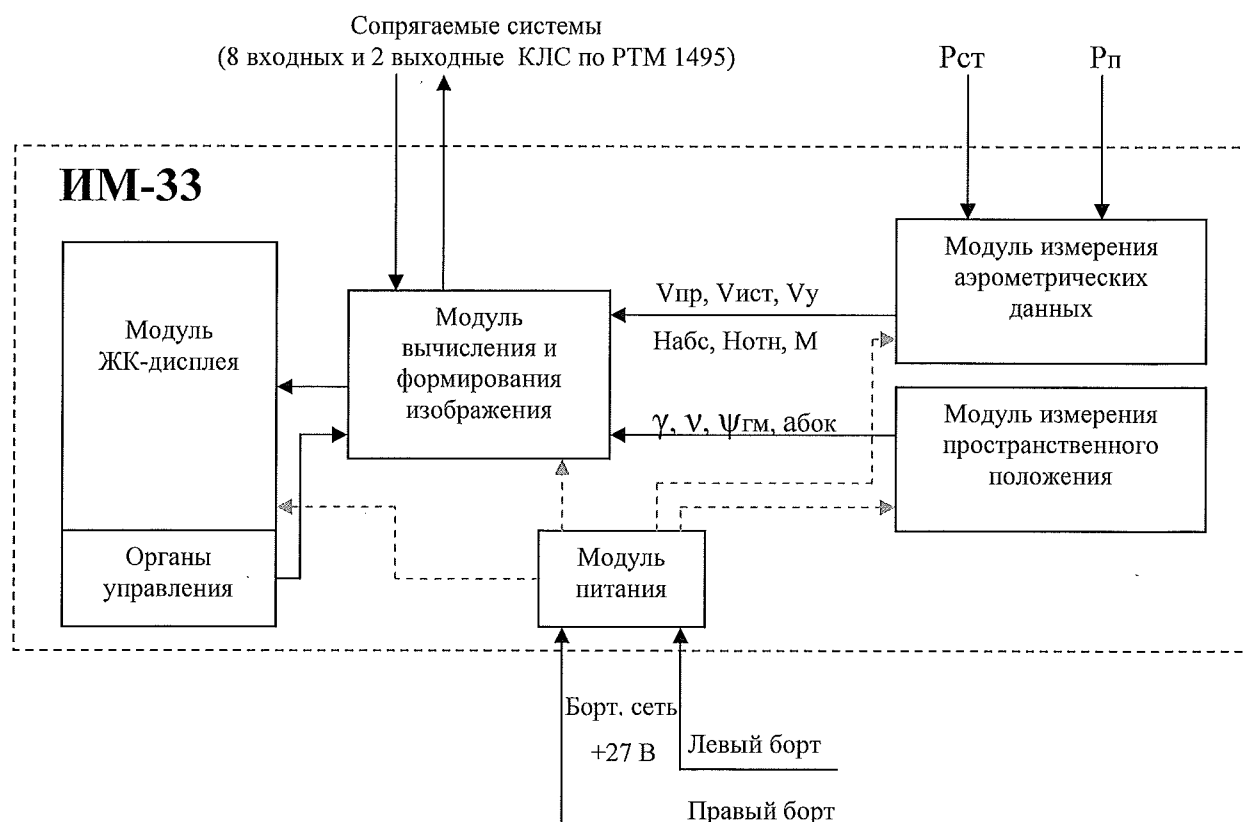 Сопрягаемые системы
(8 входных и 2 выходные КЛС по РТМ 1495)
Рст
Рп
ИМ-33
Модуль
ЖК-дисплея
Органы
управления
Модуль
вычисления и
формирования
изображения
Vпр, Vист, Vу
Набс, Нотн, М
γ, ν, ψгм, aбок
Модуль измерения
аэрометрических
данных
Модуль измерения
пространственного
положения
Модуль
питания
Борт. сеть
+27 В
Левый борт
Правый борт